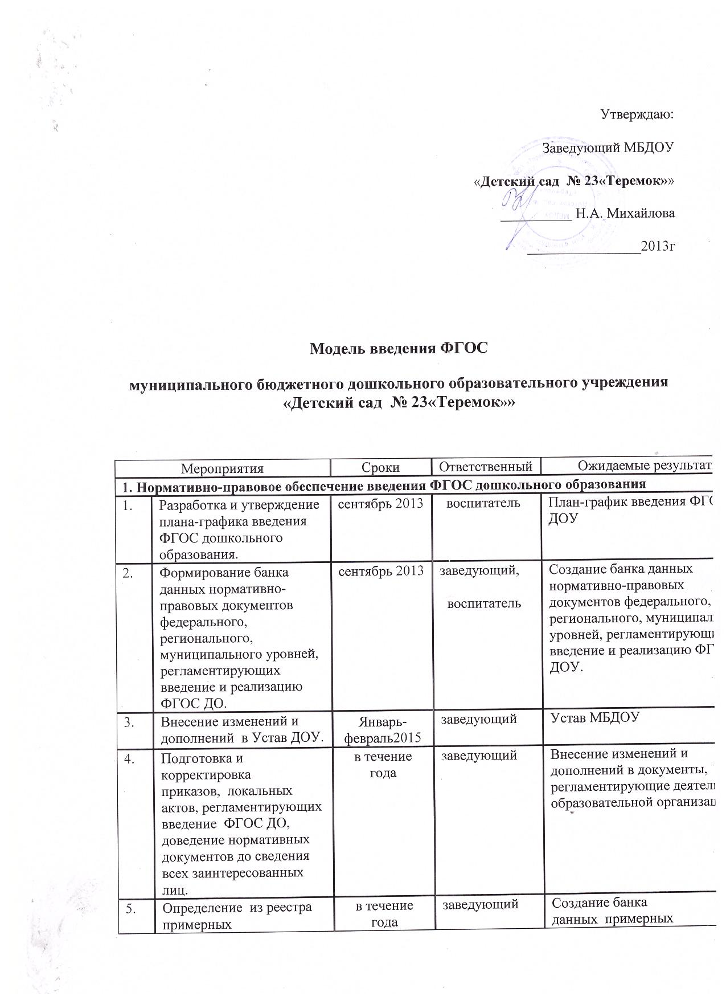 Утверждаю:
Заведующий МБДОУ
«Детский сад № 23«Теремок»»
__________ Н.А. Михайлова
________________2013г
Модель введения ФГОС
муниципального бюджетного дошкольного образовательного учреждения
«Детский сад № 23«Теремок»»
Мероприятия Сроки Ответственный Ожидаемые результат
1. Нормативно-правовое обеспечение введения ФГОС дошкольного образования
1.
Разработка и утверждение
плана-графика введения
ФГОС дошкольного
образования.
сентябрь 2013
воспитатель
План-график введения ФГО
ДОУ
2.
Формирование банка
данных нормативно-
правовых документов
федерального,
регионального,
муниципального уровней,
регламентирующих
введение и реализацию
ФГОС ДО.
сентябрь 2013
заведующий,
воспитатель
Создание банка данных
нормативно-правовых
документов федерального,
регионального, муниципал
уровней, регламентирующи
введение и реализацию ФГ
ДОУ.
3.
Внесение изменений и
дополнений в Устав ДОУ.
Январь-
февраль2015
заведующий
Устав МБДОУ
4.
Подготовка и
корректировка
приказов, локальных
актов, регламентирующих
введение ФГОС ДО,
доведение нормативных
документов до сведения
всех заинтересованных
лиц.
в течение
года
заведующий
Внесение изменений и
дополнений в документы,
регламентирующие деятел
образовательной организац
5.
Определение из реестра
примерных
в течение
года
заведующий
Создание банка
данных примерных